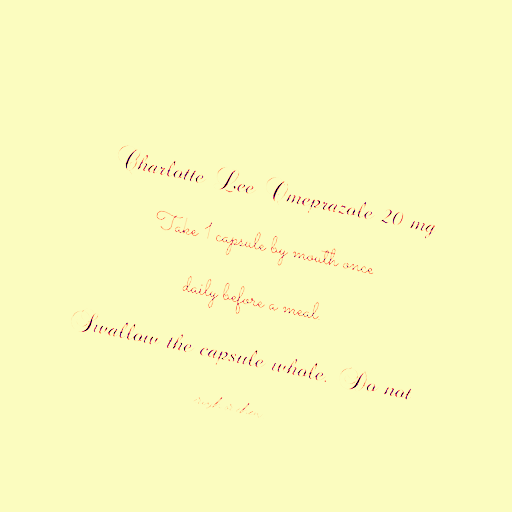 Charlotte Lee Omeprazole 20 mg
Take 1 capsule by mouth once
daily before a meal
Swallow the capsule whole. Do not